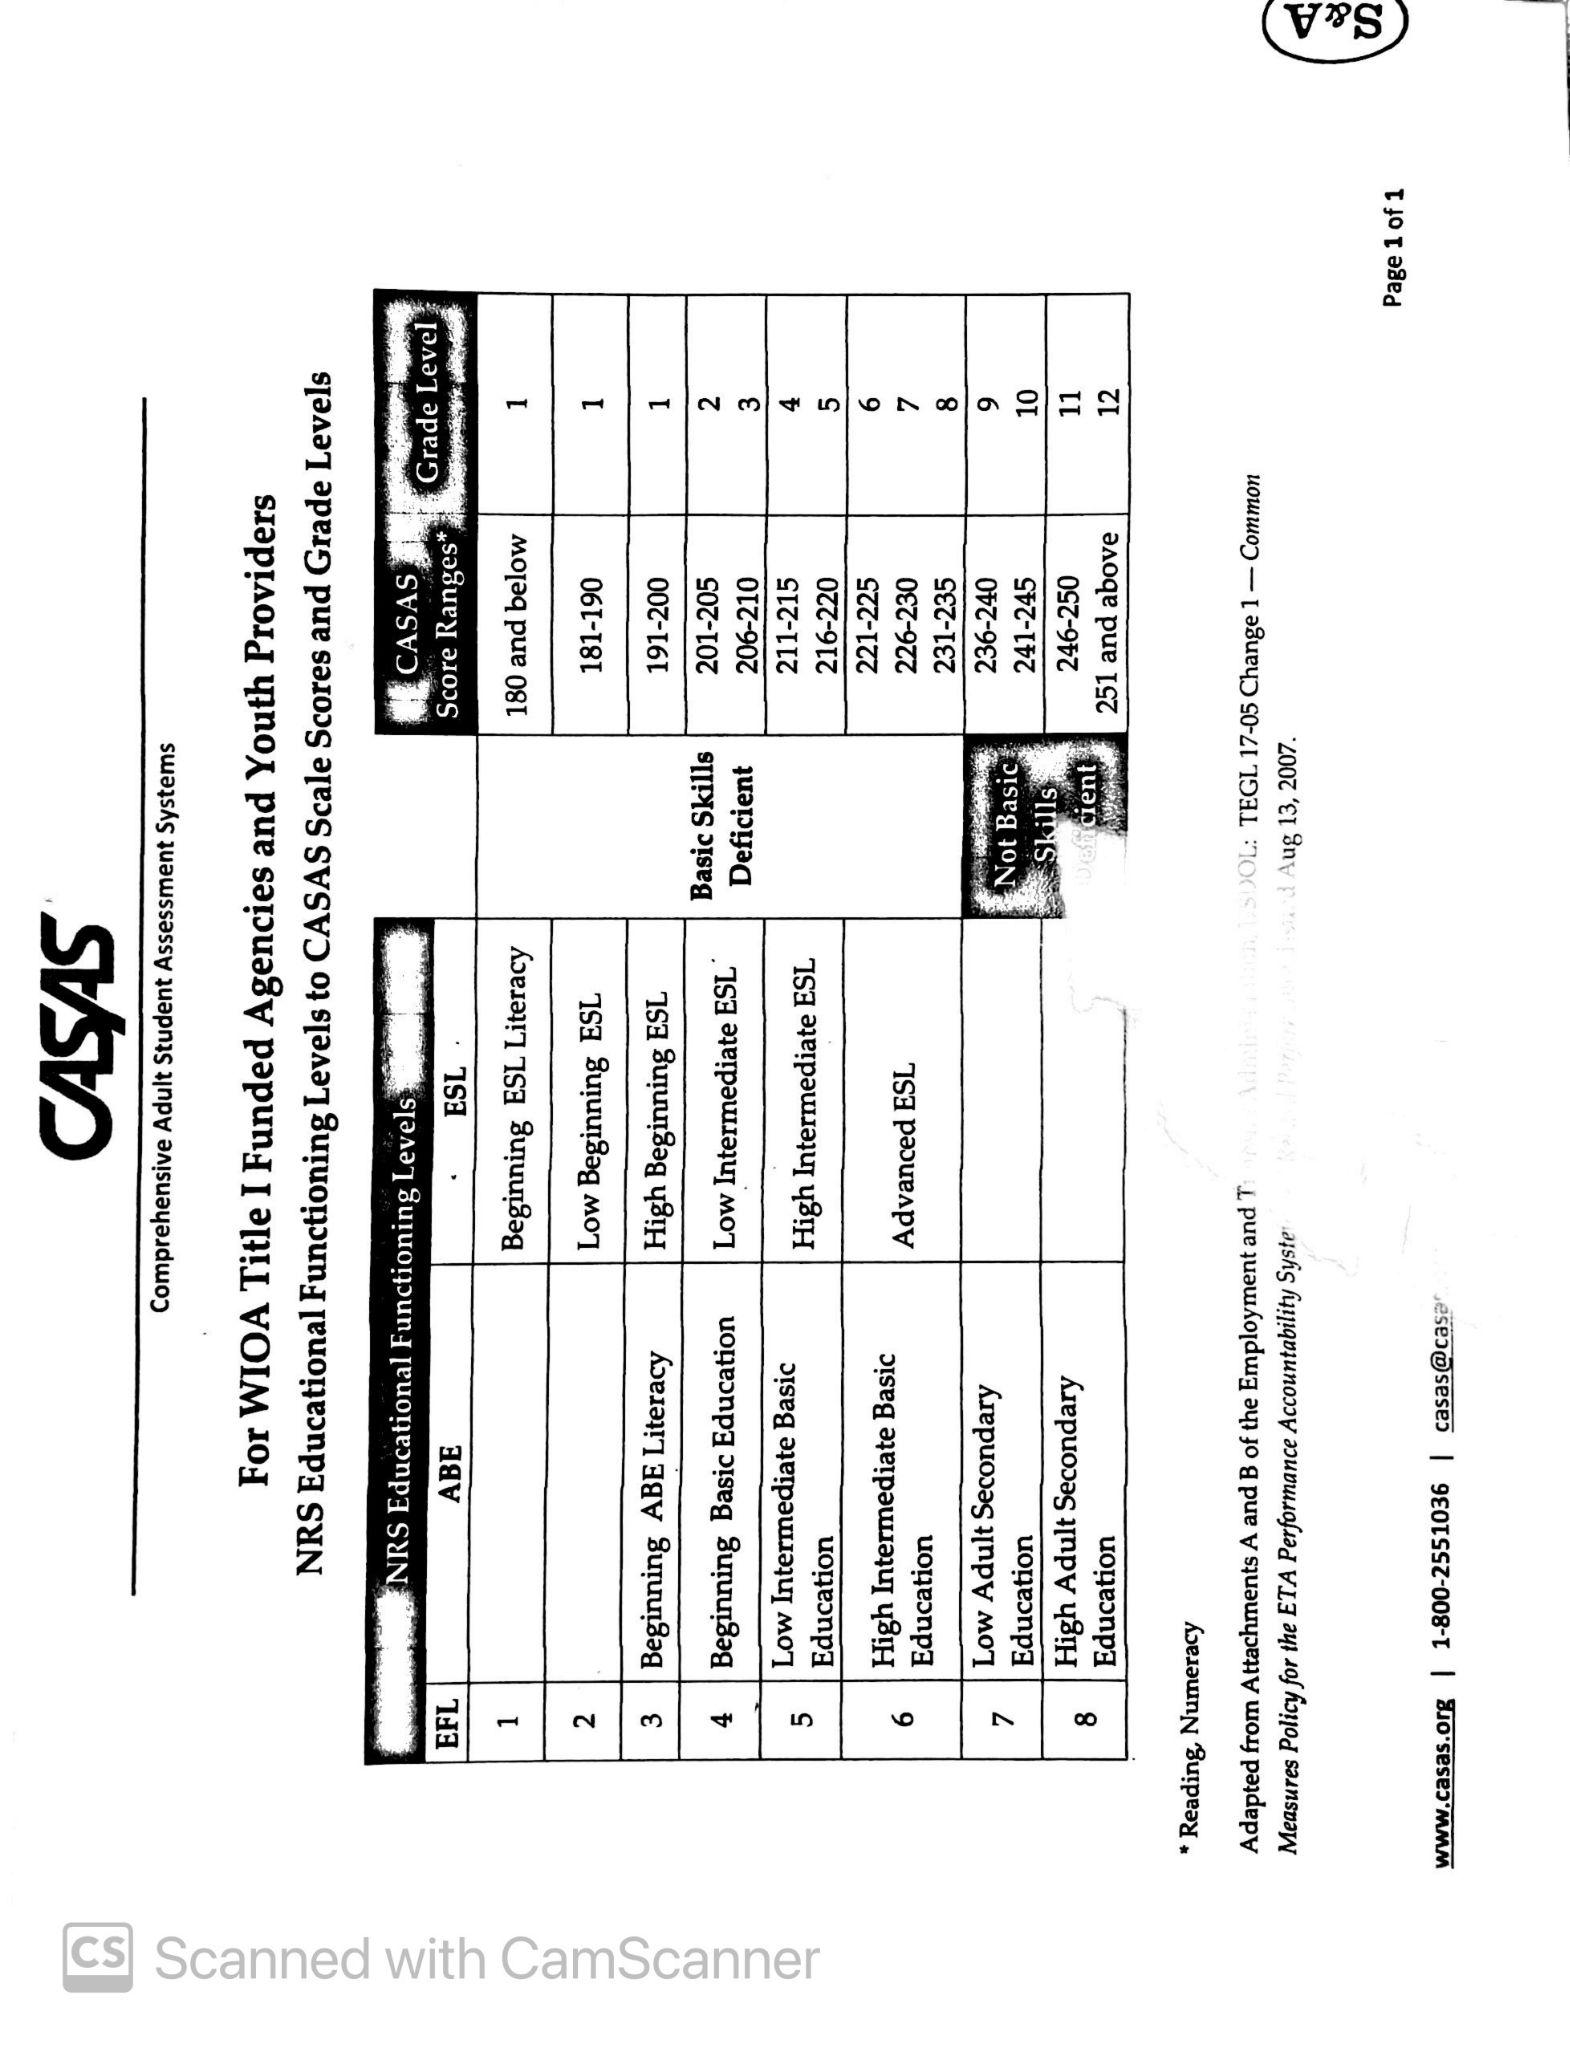 S&A
CASAS
Comprehensive Adult Student Assessment Systems
For WIOA Title I Funded Agencies and Youth Providers
NRS Educational Functioning Levels to CASAS Scale Scores and Grade Levels
NRS Educational Functioning Levels
CASAS Score Ranges*
Grade Level
EFL ABE ESL
1 Beginning ESL Literacy 180 and below 1
2 Low Beginning ESL 181-190 1
3 Beginning ABE Literacy High Beginning ESL 191-200 1
4 Beginning Basic Education Low Intermediate ESL 201-205 2
206-210 3
Basic Skills
Deficient
5 Low Intermediate Basic High Intermediate ESL 211-215 4
Education 216-220 5
6 High Intermediate Basic Advanced ESL 221-225 6
Education 226-230 7
231-235 8
7 Low Adult Secondary 236-240 9
Education 241-245 10
Not Basic
Skills
Deficient
8 High Adult Secondary 246-250 11
Education 251 and above 12
* Reading, Numeracy
Adapted from Attachments A and B of the Employment and USDOL: TEGL 17-05 Change 1 — Common
Measures Policy for the ETA Performance Accountability Aug 13, 2007.
Page 1 of 1
www.casas.org | 1-800-2551036 | casas@casas
CS Scanned with CamScanner